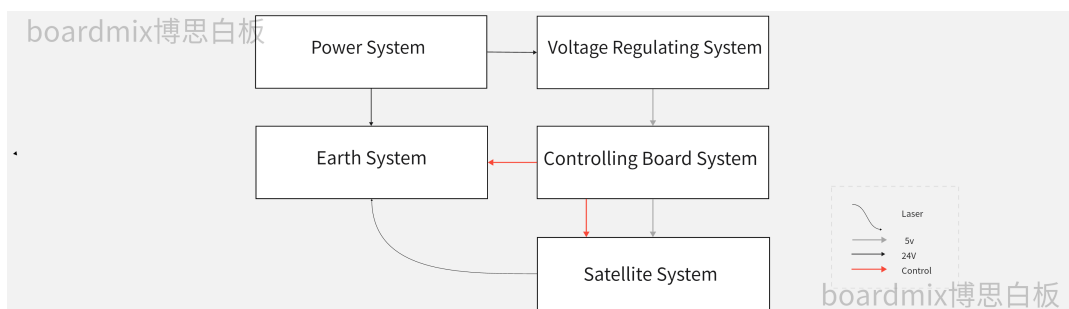 boardmix博思白板
Power System
Voltage Regulating System
Earth System
Controlling Board System
Satellite System
Laser
5v
24V
Control
boardmix博思白板